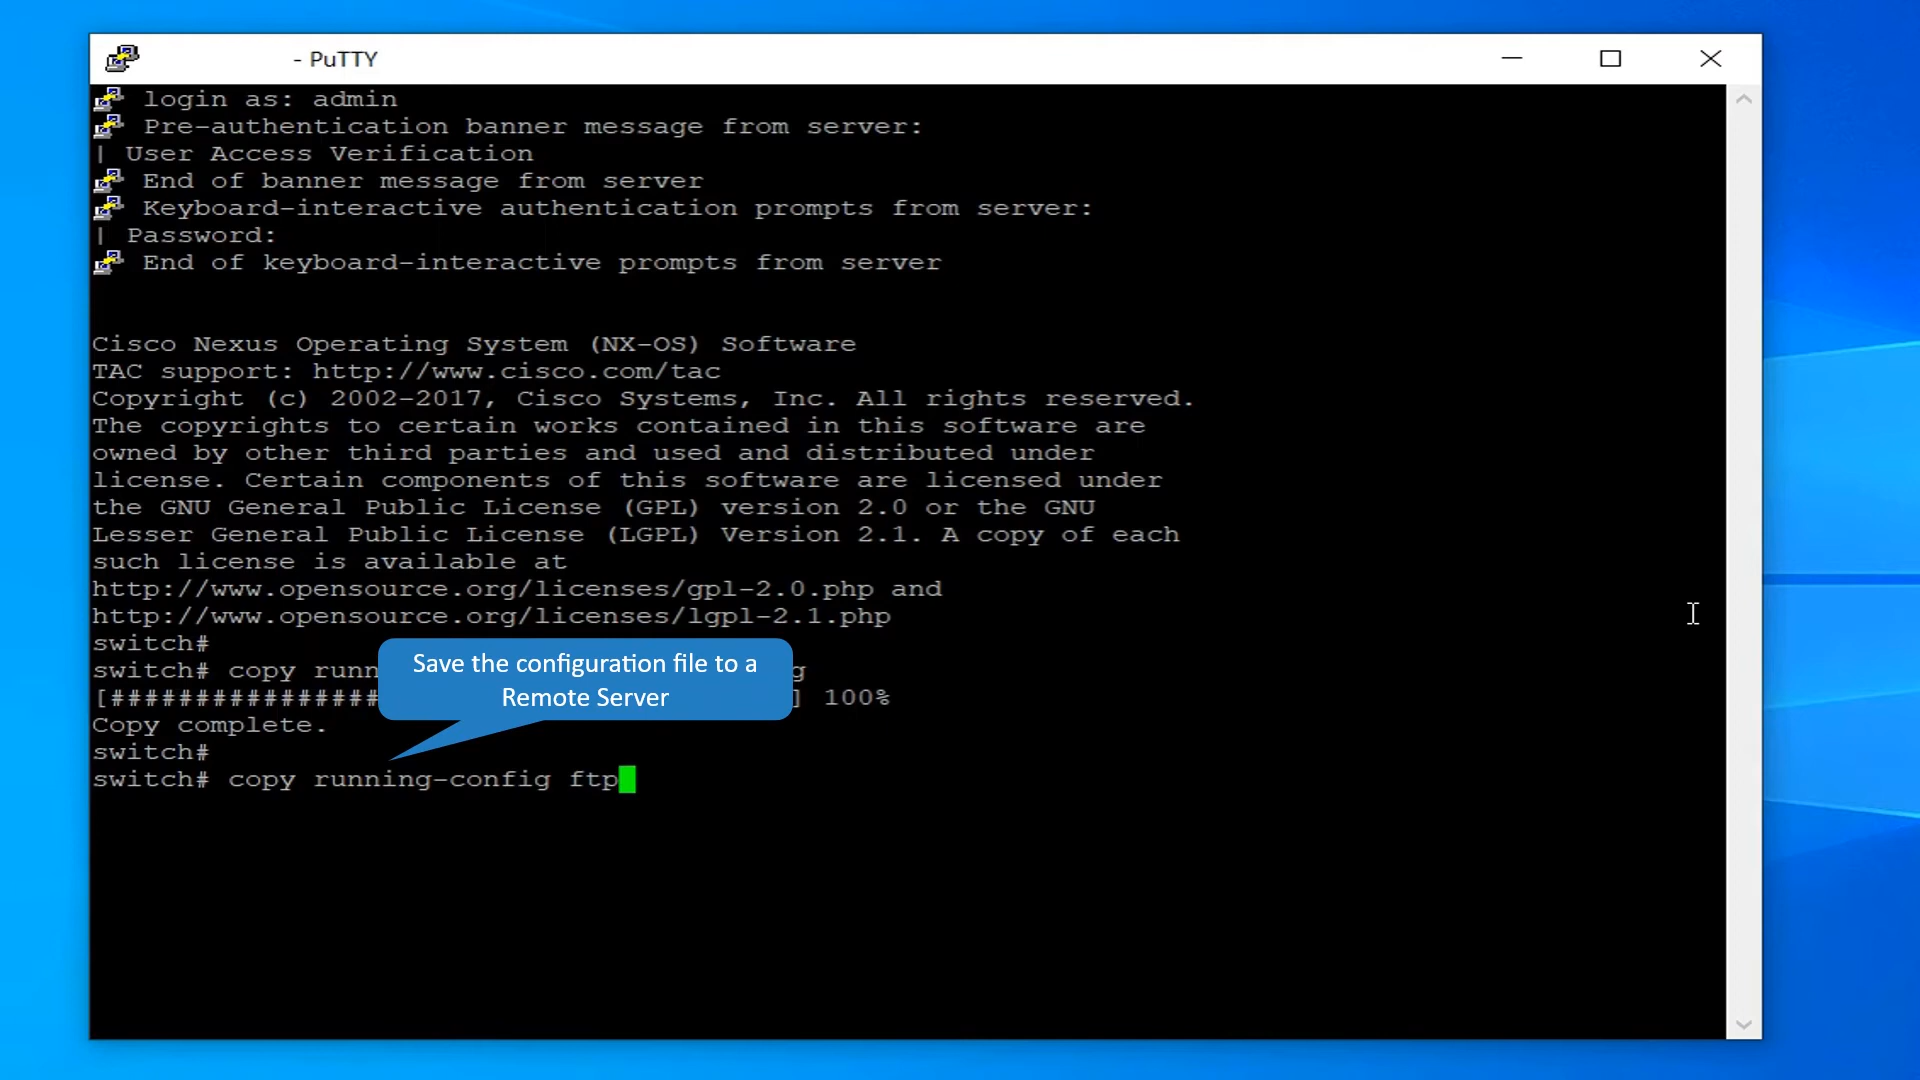 - PuTTY
login as: admin
Pre-authentication banner message from server:
| User Access Verification
End of banner message from server
Keyboard-interactive authentication prompts from server:
| Password:
End of keyboard-interactive prompts from server
Cisco Nexus Operating System (NX-OS) Software
TAC support: http://www.cisco.com/tac
Copyright (c) 2002-2017, Cisco Systems, Inc. All rights reserved.
The copyrights to certain works contained in this software are
owned by other third parties and used and distributed under
license. Certain components of this software are licensed under
the GNU General Public License (GPL) version 2.0 or the GNU
Lesser General Public License (LGPL) Version 2.1. A copy of each
such license is available at
http://www.opensource.org/licenses/gpl-2.0.php and
http://www.opensource.org/licenses/lgpl-2.1.php
switch#
switch# copy
Save the configuration file to a
Remote Server
[################ ] 100%
Copy complete.
switch#
switch# copy running-config ftp